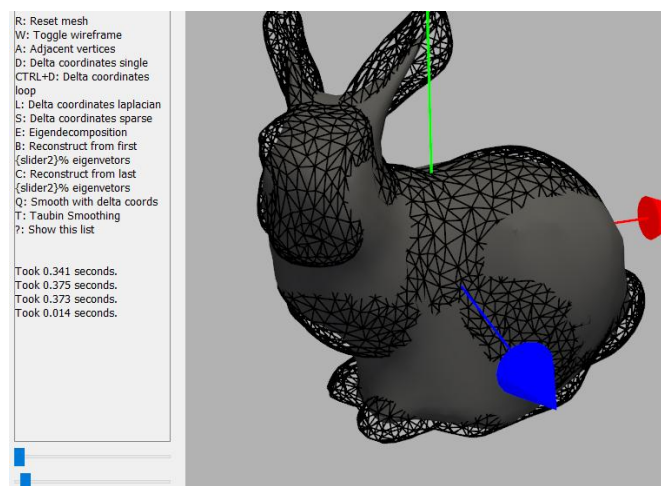 R: Reset mesh
W: Toggle wireframe
A: Adjacent vertices
D: Delta coordinates single
CTRL+D: Delta coordinates
loop
L: Delta coordinates laplacian
S: Delta coordinates sparse
E: Eigendecomposition
B: Reconstruct from first
{slider2}% eigenvetors
C: Reconstruct from last
{slider2}% eigenvetors
Q: Smooth with delta coords
T: Taubin Smoothing
?: Show this list
Took 0.341 seconds.
Took 0.375 seconds.
Took 0.373 seconds.
Took 0.014 seconds.